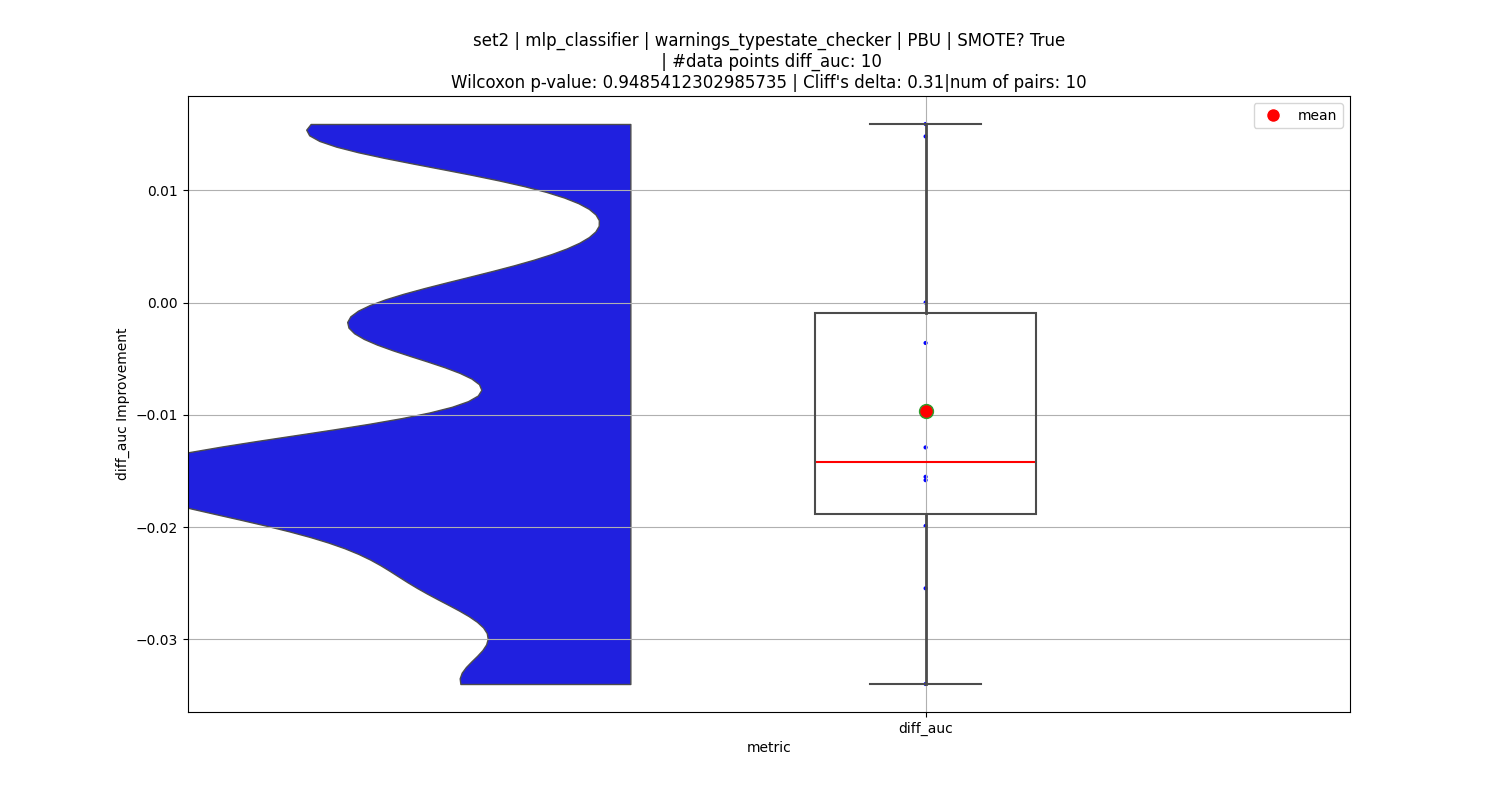 set2 | mlp_classifier | warnings_typestate_checker | PBU | SMOTE? True
| #data points diff_auc: 10
Wilcoxon p-value: 0.9485412302985735 | Cliff's delta: 0.31|num of pairs: 10
mean
0.01
0.00
−0.01
−0.02
−0.03
diff_auc Improvement
diff_auc
metric